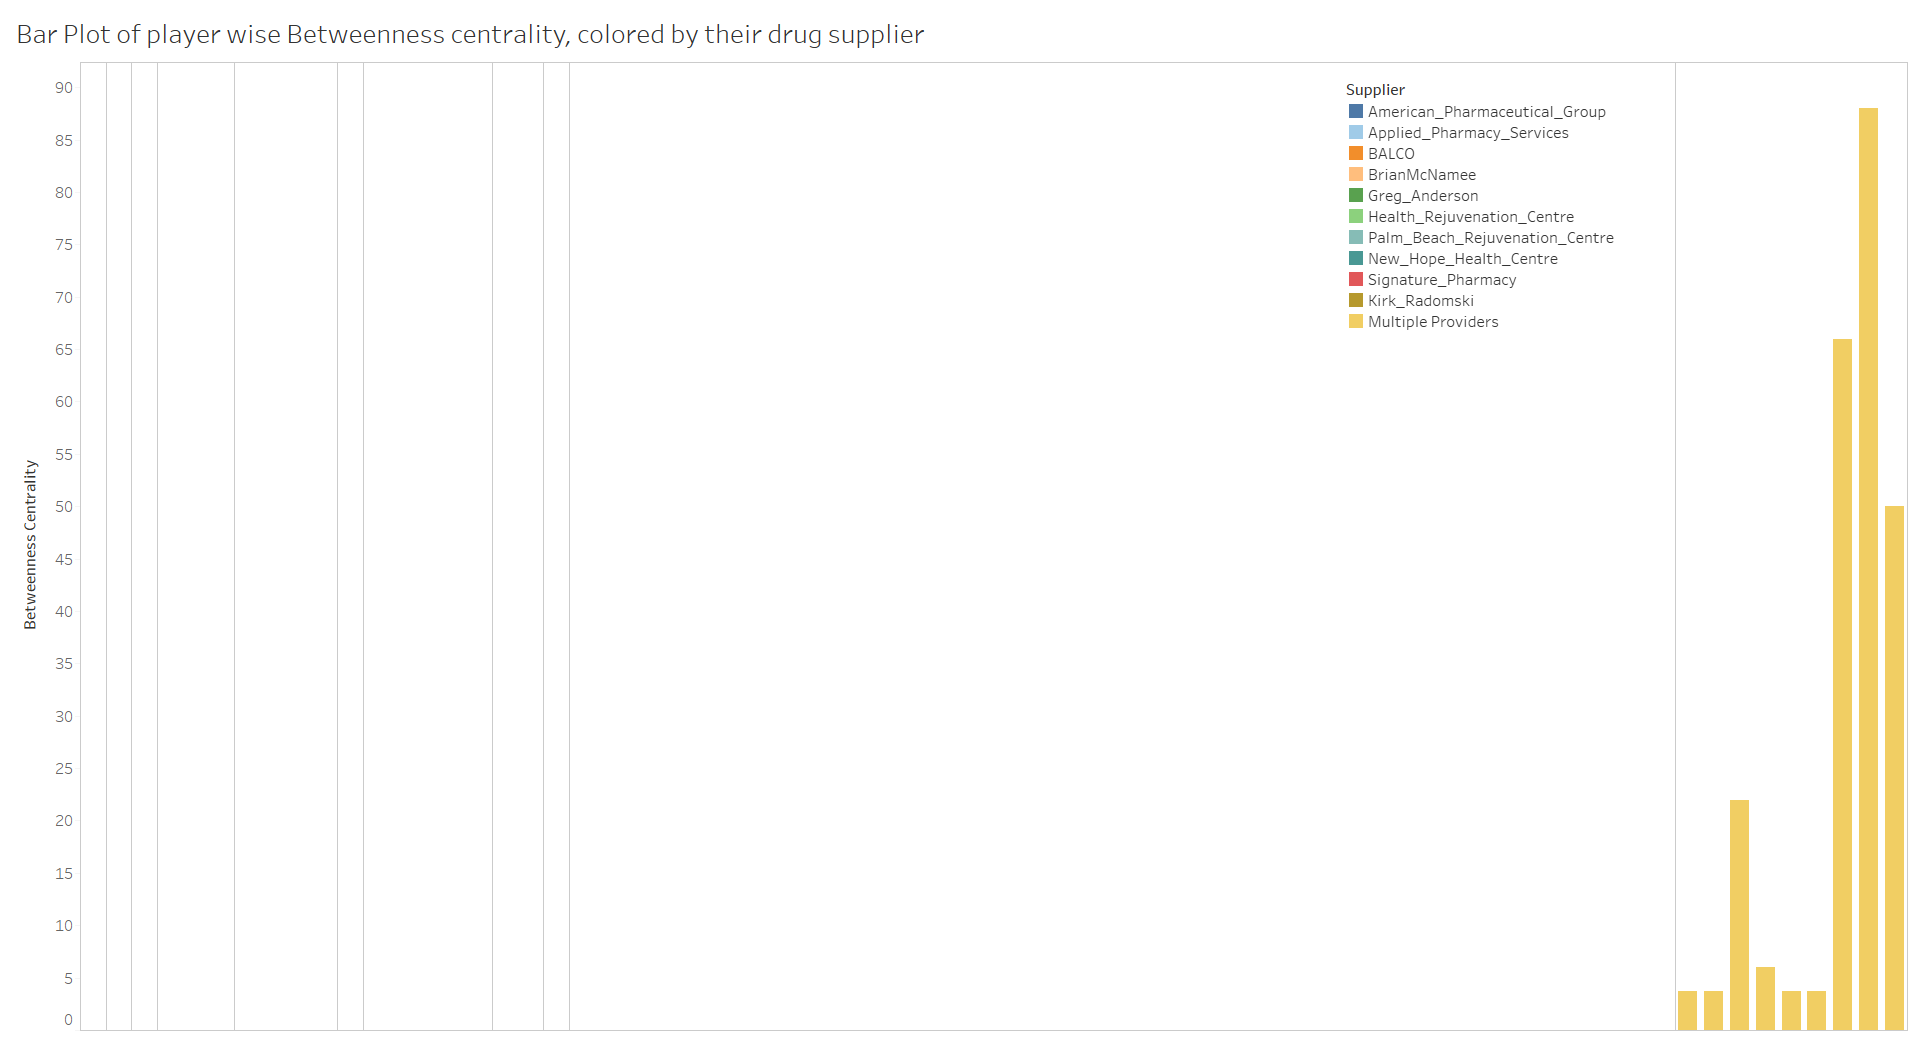 Bar Plot of player wise Betweenness centrality, colored by their drug supplier
Betweenness Centrality
90
85
80
75
70
65
60
55
50
45
40
35
30
25
20
15
10
5
0
Supplier
American_Pharmaceutical_Group
Applied_Pharmacy_Services
BALCO
BrianMcNamee
Greg_Anderson
Health_Rejuvenation_Centre
Palm_Beach_Rejuvenation_Centre
New_Hope_Health_Centre
Signature_Pharmacy
Kirk_Radomski
Multiple Providers